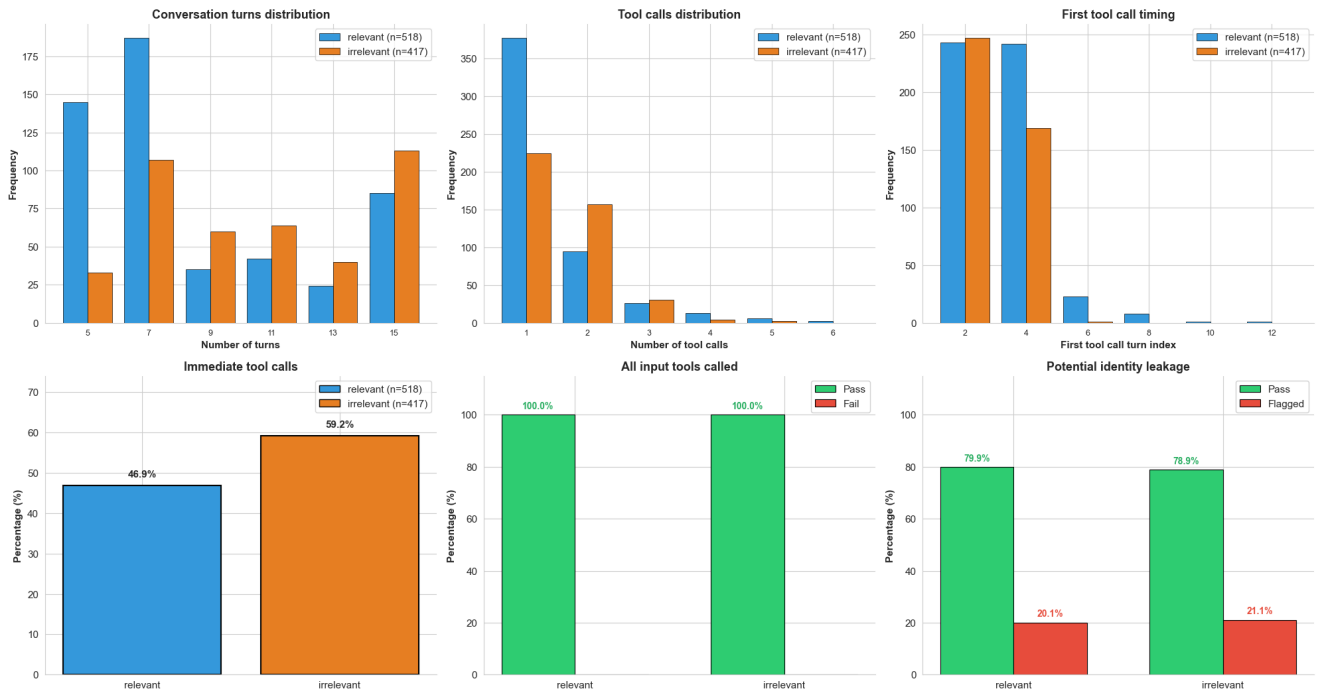 Conversation turns distribution
relevant (n=518)
irrelevant (n=417)
Frequency
175
150
125
100
75
50
25
0
5 7 9 11 13 15
Number of turns
Tool calls distribution
relevant (n=518)
irrelevant (n=417)
Frequency
350
300
250
200
150
100
50
0
1 2 3 4 5 6
Number of tool calls
First tool call timing
relevant (n=518)
irrelevant (n=417)
Frequency
250
200
150
100
50
0
2 4 6 8 10 12
First tool call turn index
Immediate tool calls
relevant (n=518)
irrelevant (n=417)
Percentage (%)
70
60
50
40
30
20
10
0
46.9%
59.2%
relevant irrelevant
All input tools called
Pass
Fail
Percentage (%)
100
80
60
40
20
0
100.0% 100.0%
relevant irrelevant
Potential identity leakage
Pass
Flagged
Percentage (%)
100
80
60
40
20
0
79.9% 78.9%
20.1% 21.1%
relevant irrelevant